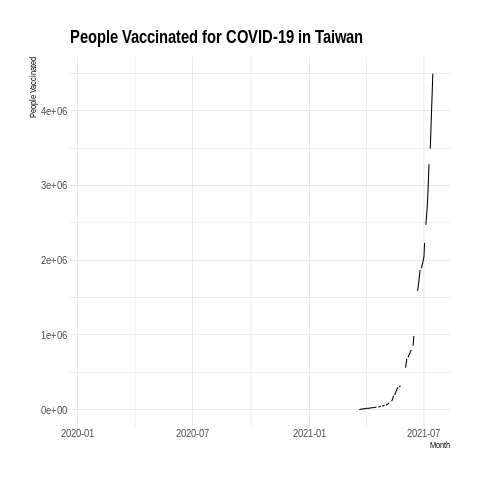 People Vaccinated for COVID-19 in Taiwan
People Vaccinated
4e+06
3e+06
2e+06
1e+06
0e+00
2020-01
2020-07
2021-01
2021-07
Month